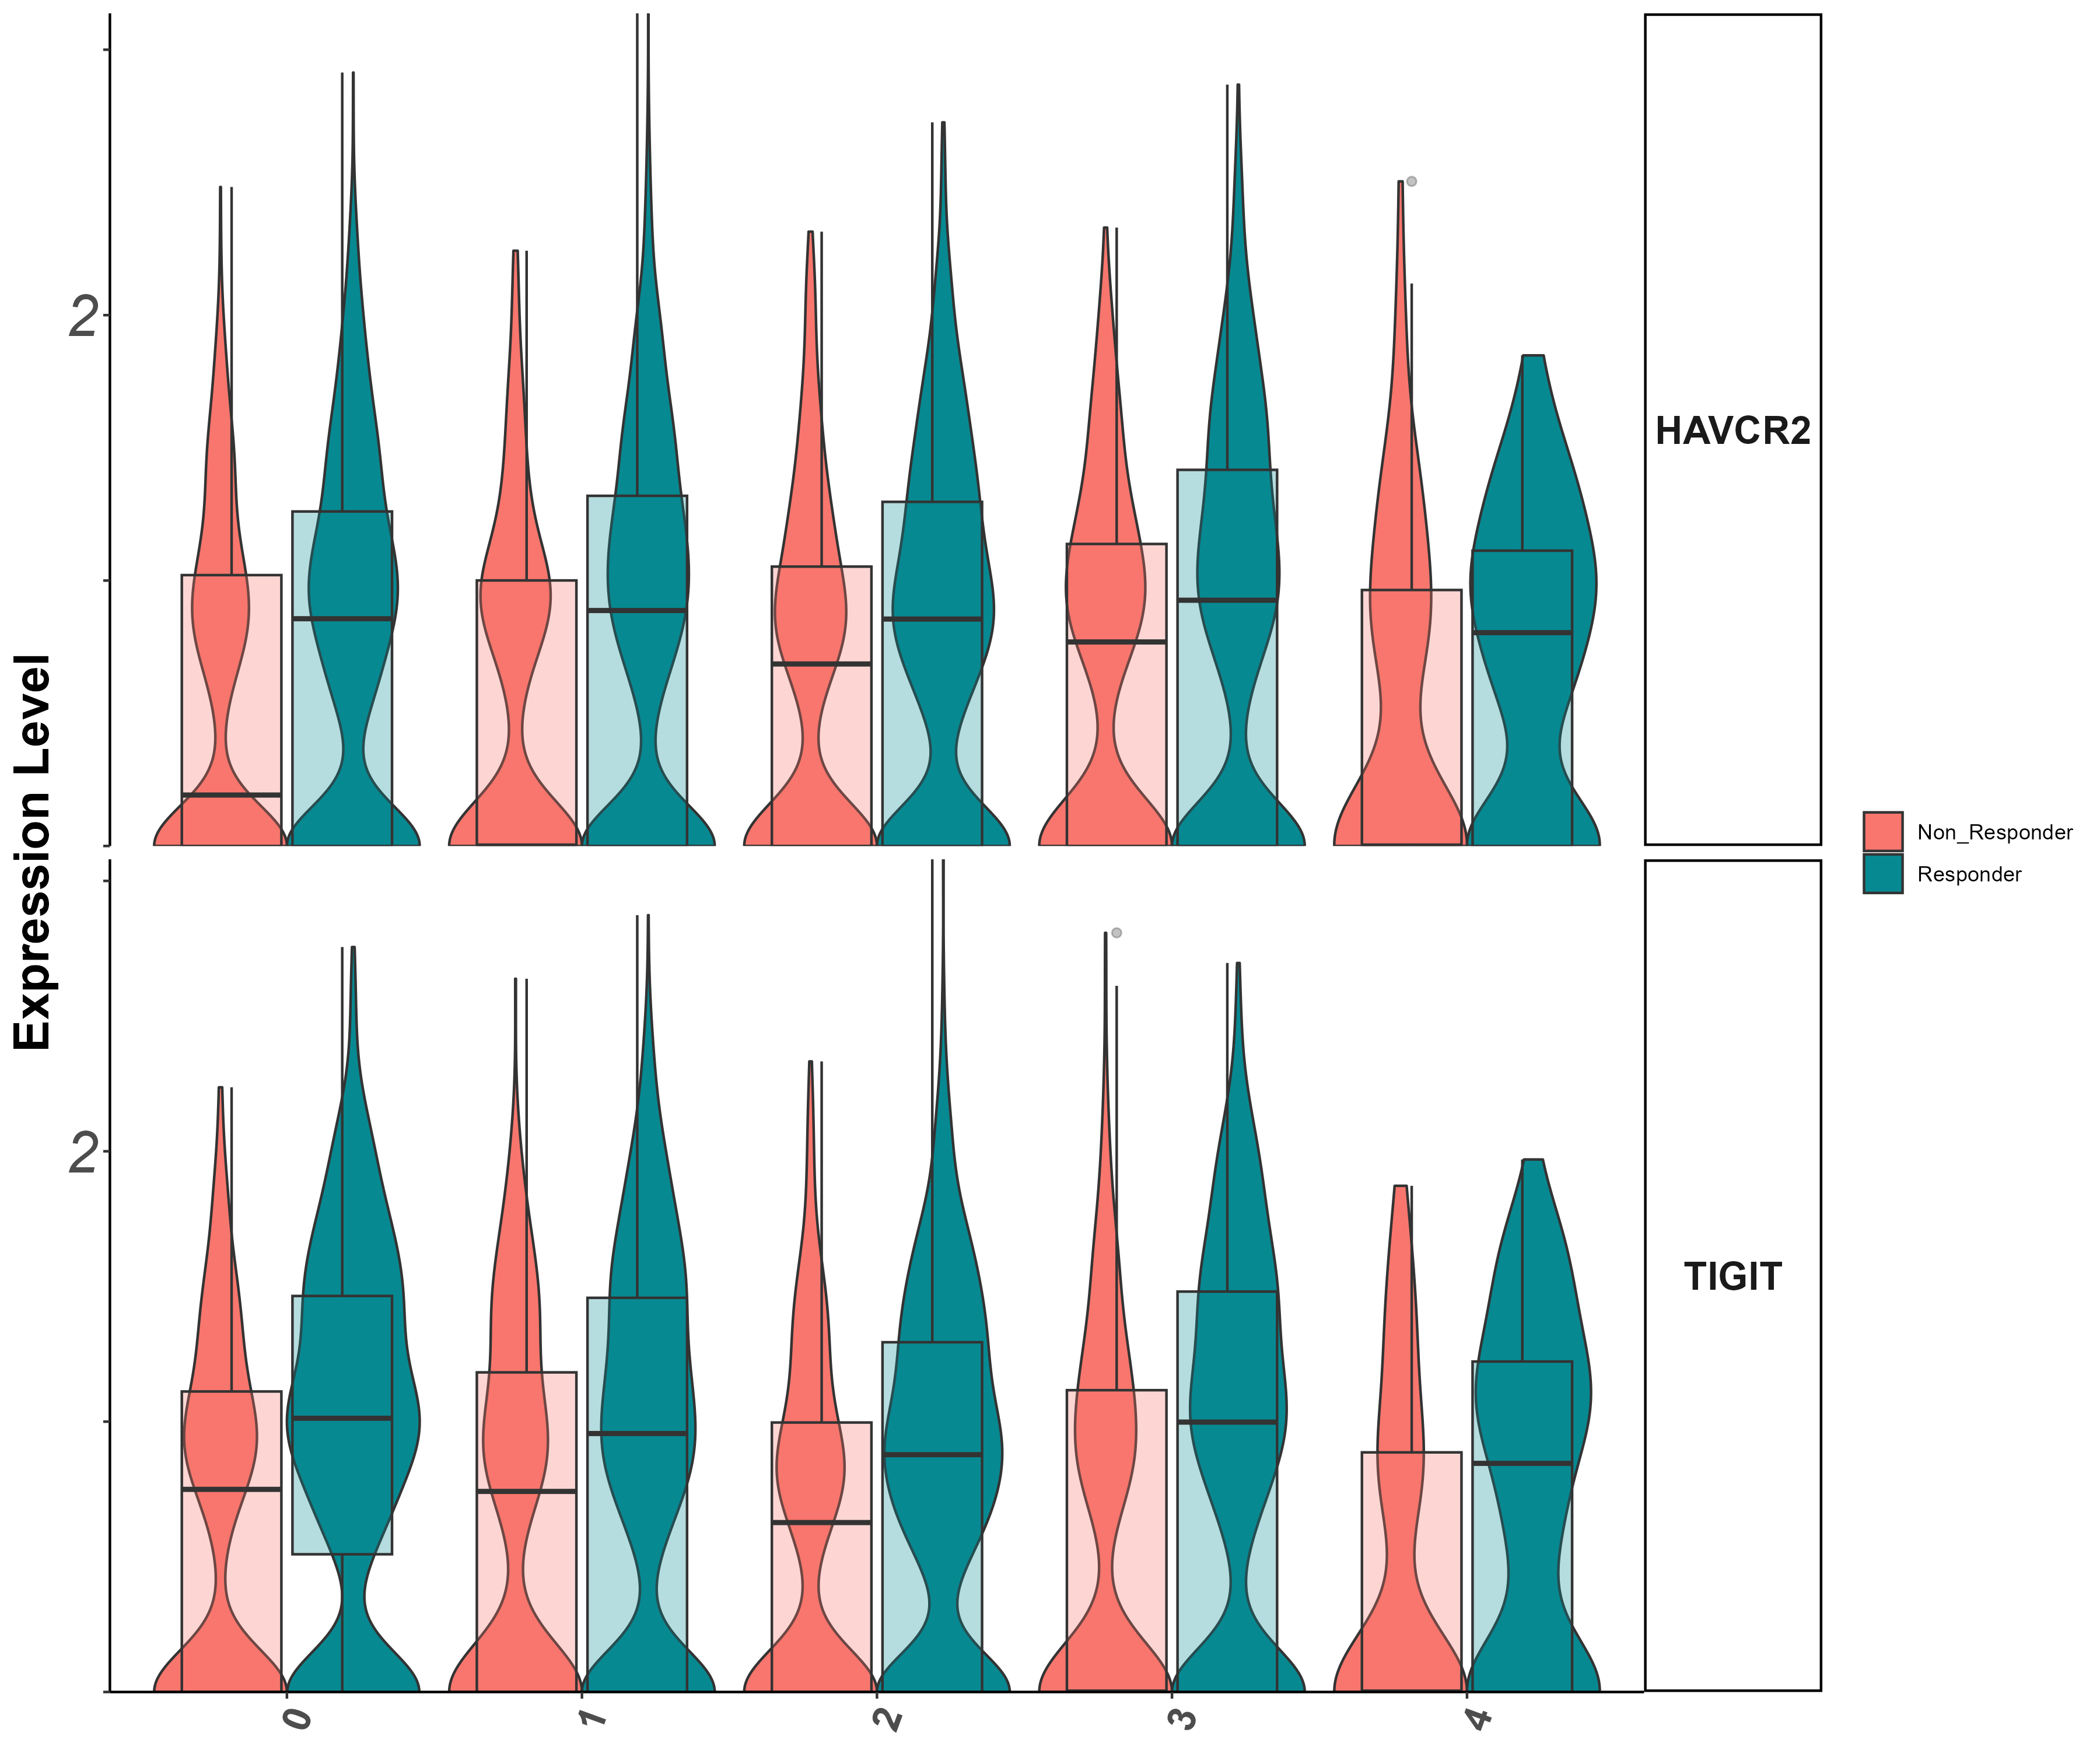 Expression Level
2
HAVCR2
Non_Responder
Responder
2
TIGIT
0 1 2 3 4